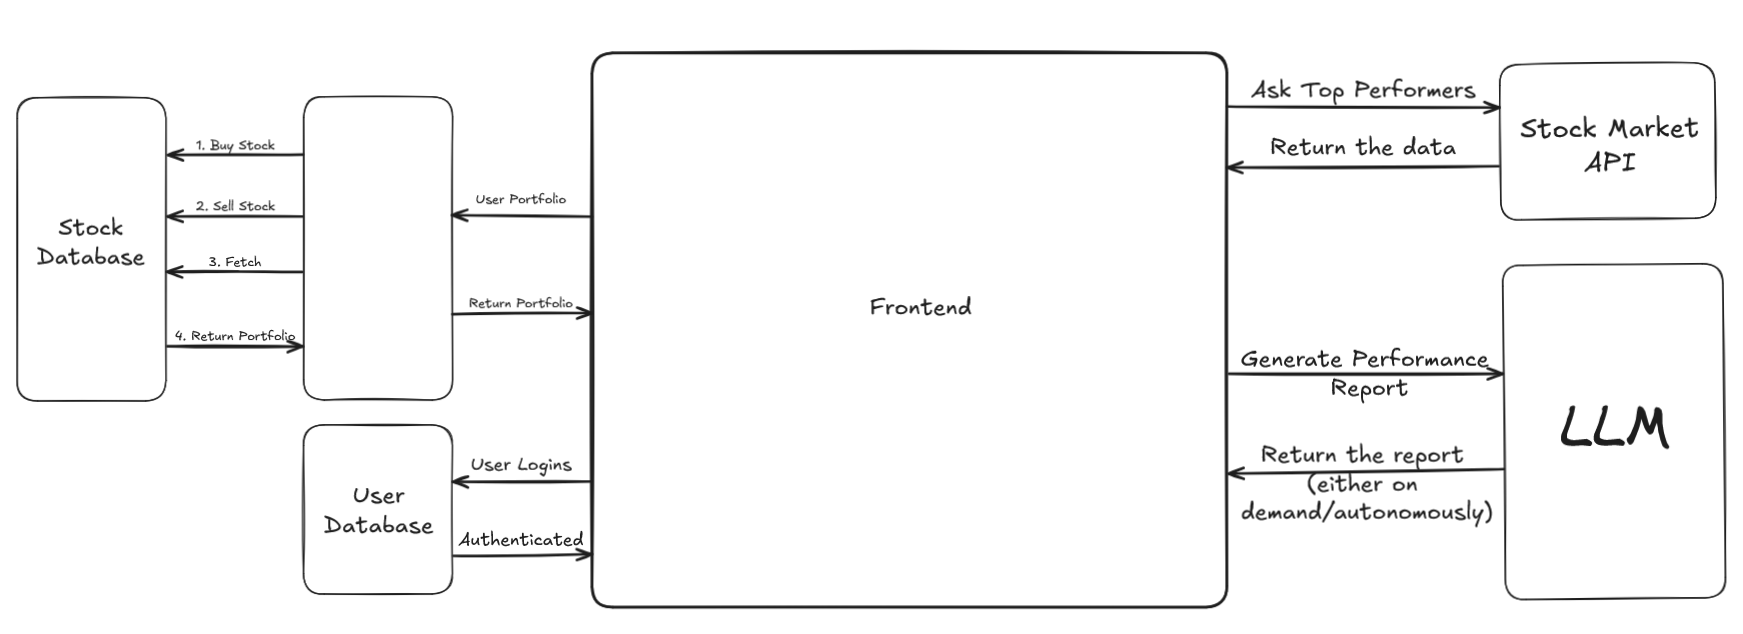 1. Buy Stock
2. Sell Stock
3. Fetch
4. Return Portfolio
Stock
Database
User Portfolio
Return Portfolio
User Logins
Authenticated
User
Database
Frontend
Ask Top Performers
Return the data
Stock Market
API
Generate Performance
Report
Return the report
(either on
demand/autonomously)
LLM